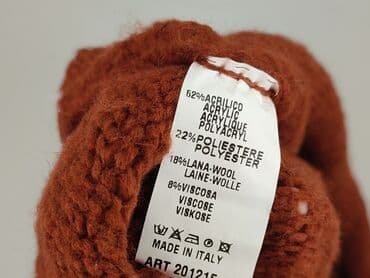 52%ACRILICO
ACRYLIC
ACRYLIQUE
POLYACRYL
22%POLIESTERE
POLYESTER
18%LANA-WOOL
LAINE-WOLLE
8%VISCOSA
VISCOSE
VISKOSE
MADE IN ITALY
ART 201215